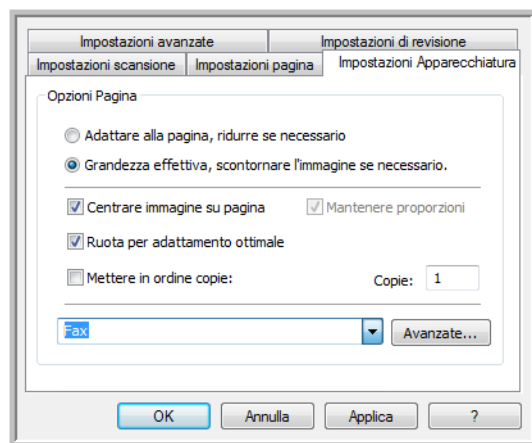 Impostazioni avanzate Impostazioni di revisione
Impostazioni scansione Impostazioni pagina Impostazioni Apparecchiatura
Opzioni Pagina
Adattare alla pagina, ridurre se necessario
Grandezza effettiva, scontornare l'immagine se necessario.
Centrare immagine su pagina Mantenere proporzioni
Ruota per adattamento ottimale
Mettere in ordine copie: Copie: 1
Fax Avanzate...
OK Annulla Applica ?